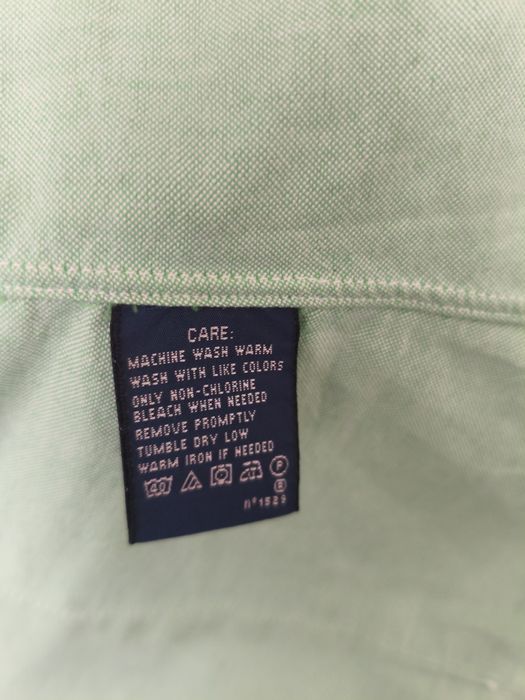 CARE:
MACHINE WASH WARM
WASH WITH LIKE COLORS
ONLY NON-CHLORINE
BLEACH WHEN NEEDED
REMOVE PROMPTLY
TUMBLE DRY LOW
WARM IRON IF NEEDED
40 P
B
n°1529